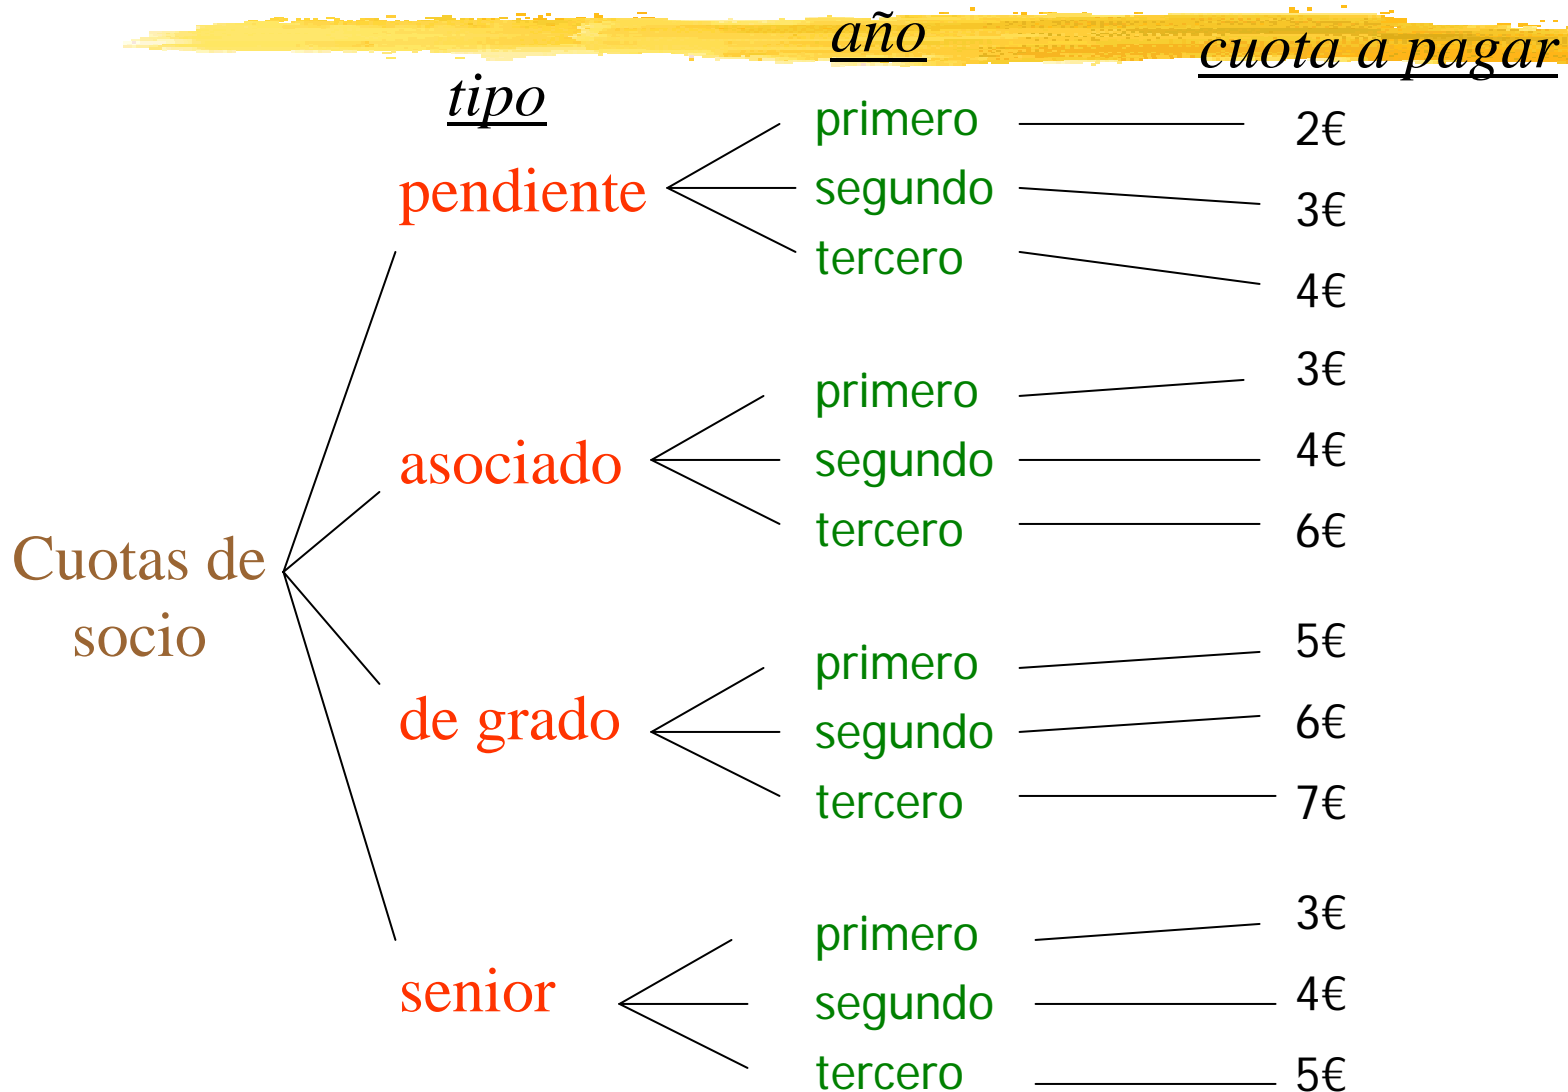 año
cuota a pagar
tipo
pendiente
primero 2€
segundo 3€
tercero 4€
asociado
primero 3€
segundo 4€
tercero 6€
Cuotas de
socio
de grado
primero 5€
segundo 6€
tercero 7€
senior
primero 3€
segundo 4€
tercero 5€